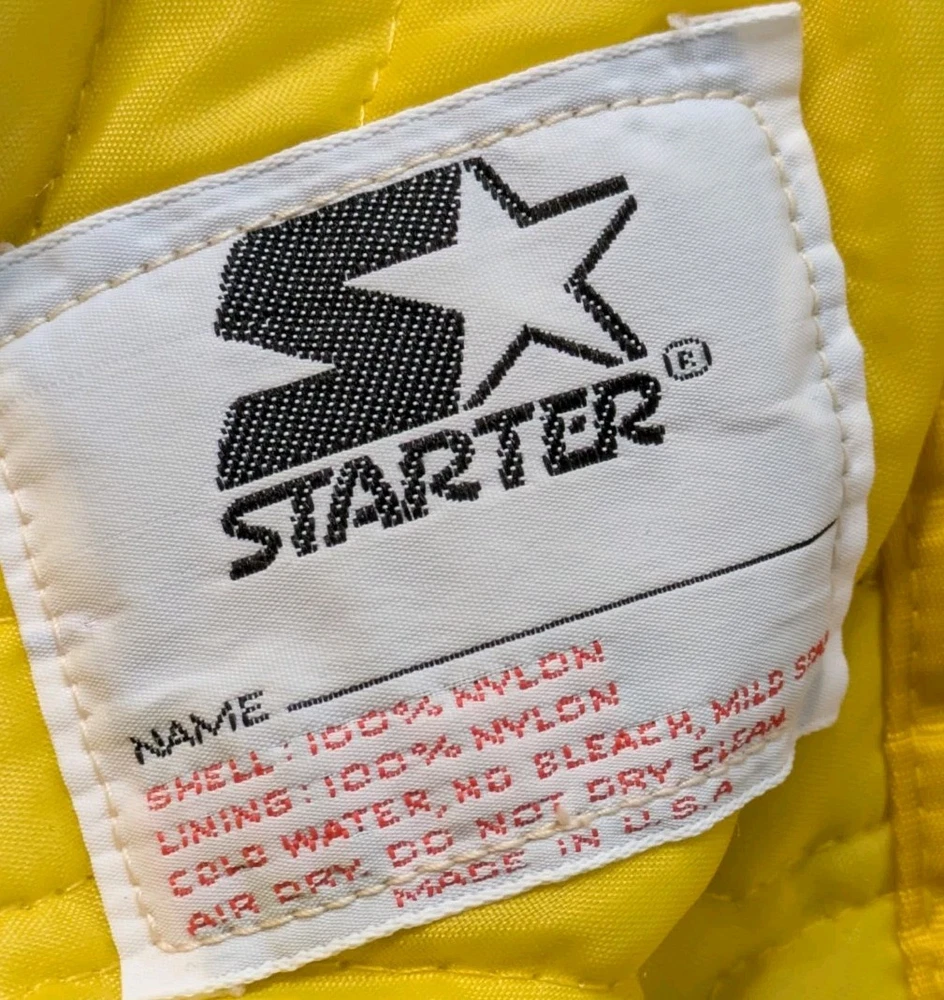 STARTER®
NAME
SHELL: 100% NYLON
LINING: 100% NYLON
COLD WATER, NO BLEACH, MILD SOAP
AIR DRY. DO NOT DRY CLEAN
MADE IN U.S.A